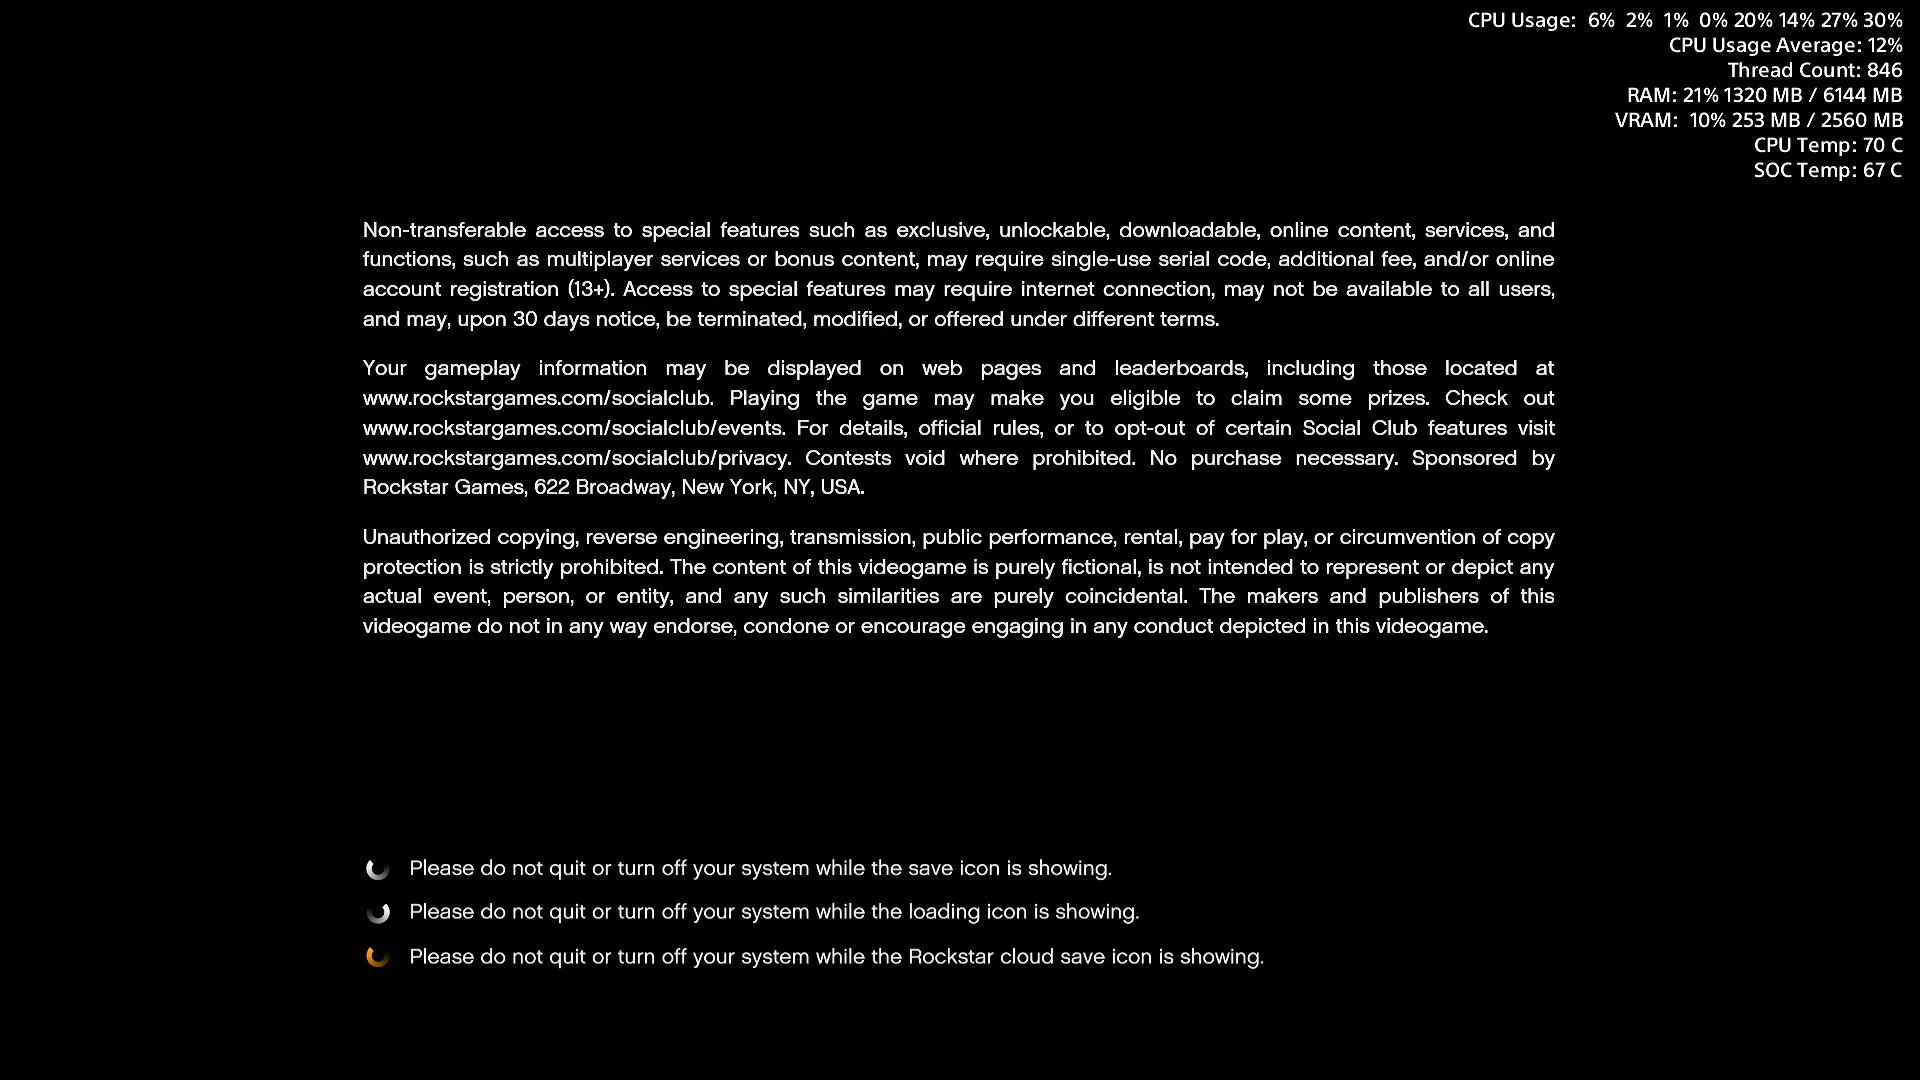 CPU Usage: 6% 2% 1% 0% 20% 14% 27% 30%
CPU Usage Average: 12%
Thread Count: 846
RAM: 21% 1320 MB / 6144 MB
VRAM: 10% 253 MB / 2560 MB
CPU Temp: 70 C
SOC Temp: 67 C
Non-transferable access to special features such as exclusive, unlockable, downloadable, online content, services, and
functions, such as multiplayer services or bonus content, may require single-use serial code, additional fee, and/or online
account registration (13+). Access to special features may require internet connection, may not be available to all users,
and may, upon 30 days notice, be terminated, modified, or offered under different terms.
Your gameplay information may be displayed on web pages and leaderboards, including those located at
www.rockstargames.com/socialclub. Playing the game may make you eligible to claim some prizes. Check out
www.rockstargames.com/socialclub/events. For details, official rules, or to opt-out of certain Social Club features visit
www.rockstargames.com/socialclub/privacy. Contests void where prohibited. No purchase necessary. Sponsored by
Rockstar Games, 622 Broadway, New York, NY, USA.
Unauthorized copying, reverse engineering, transmission, public performance, rental, pay for play, or circumvention of copy
protection is strictly prohibited. The content of this videogame is purely fictional, is not intended to represent or depict any
actual event, person, or entity, and any such similarities are purely coincidental. The makers and publishers of this
videogame do not in any way endorse, condone or encourage engaging in any conduct depicted in this videogame.
Please do not quit or turn off your system while the save icon is showing.
Please do not quit or turn off your system while the loading icon is showing.
Please do not quit or turn off your system while the Rockstar cloud save icon is showing.